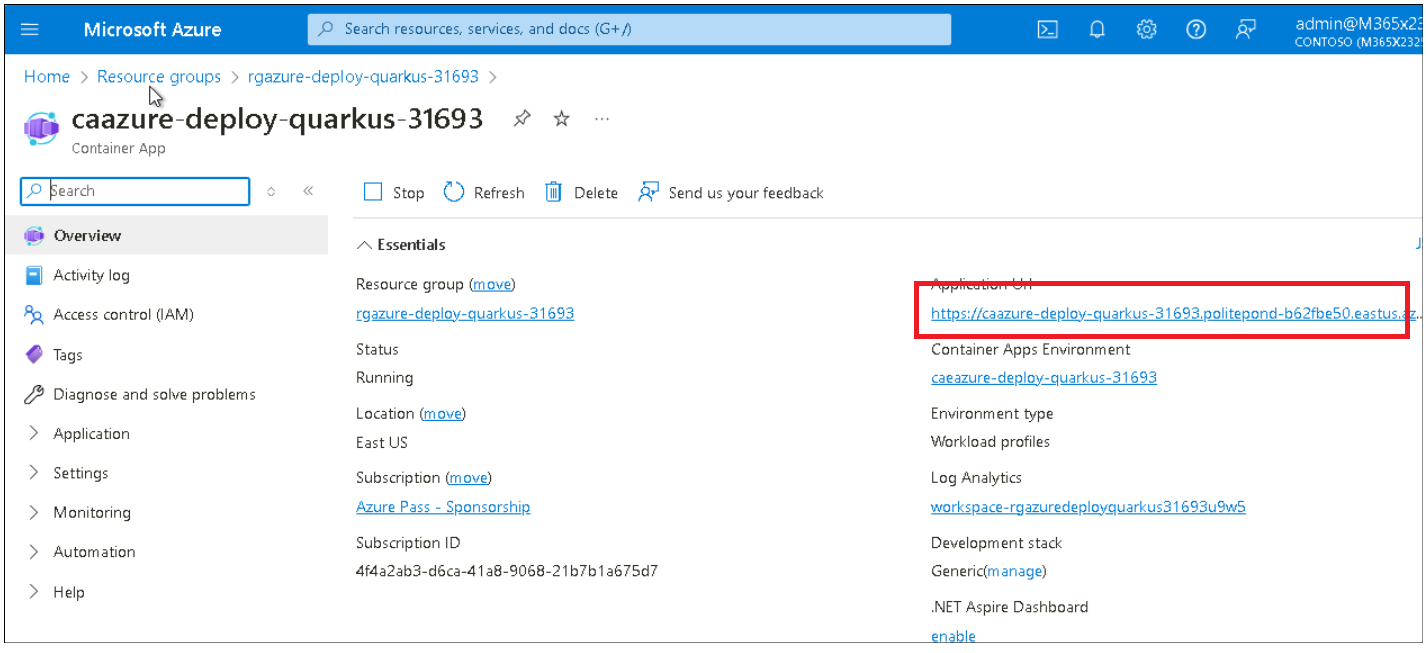 Microsoft Azure
Search resources, services, and docs (G+/)
admin@M365x23
CONTOSO (M365X232
Home > Resource groups > rgazure-deploy-quarkus-31693 >
caazure-deploy-quarkus-31693
Container App
Search
Stop Refresh Delete Send us your feedback
Overview
Activity log
Access control (IAM)
Tags
Diagnose and solve problems
Application
Settings
Monitoring
Automation
Help
Essentials
J
Resource group (move)
rgazure-deploy-quarkus-31693
Status
Running
Location (move)
East US
Subscription (move)
Azure Pass - Sponsorship
Subscription ID
4f4a2ab3-d6ca-41a8-9068-21b7b1a675d7
Application Url
https://caazure-deploy-quarkus-31693.politepond-b62fbe50.eastus.az...
Container Apps Environment
caeazure-deploy-quarkus-31693
Environment type
Workload profiles
Log Analytics
workspace-rgazuredeployquarkus31693u9w5
Development stack
Generic(manage)
.NET Aspire Dashboard
enable